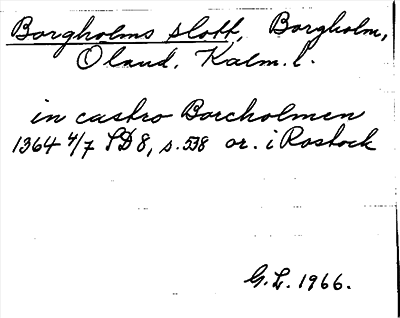 Borgholms slott, Borgholm,
Öland. Kalm. l.
in castro Borcholmen
1364 4/7 SD 8, s. 538 or. i Rostock
G. L. 1966.